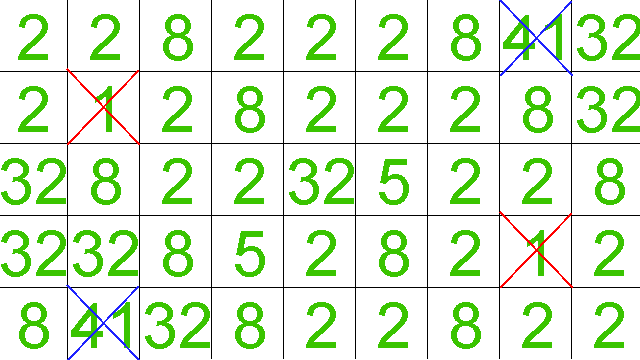 2 2 8 2 2 2 8 41 32
2 1 2 8 2 2 2 8 32
32 8 2 2 32 5 2 2 8
32 32 8 5 2 8 2 1 2
8 41 32 8 2 2 8 2 2